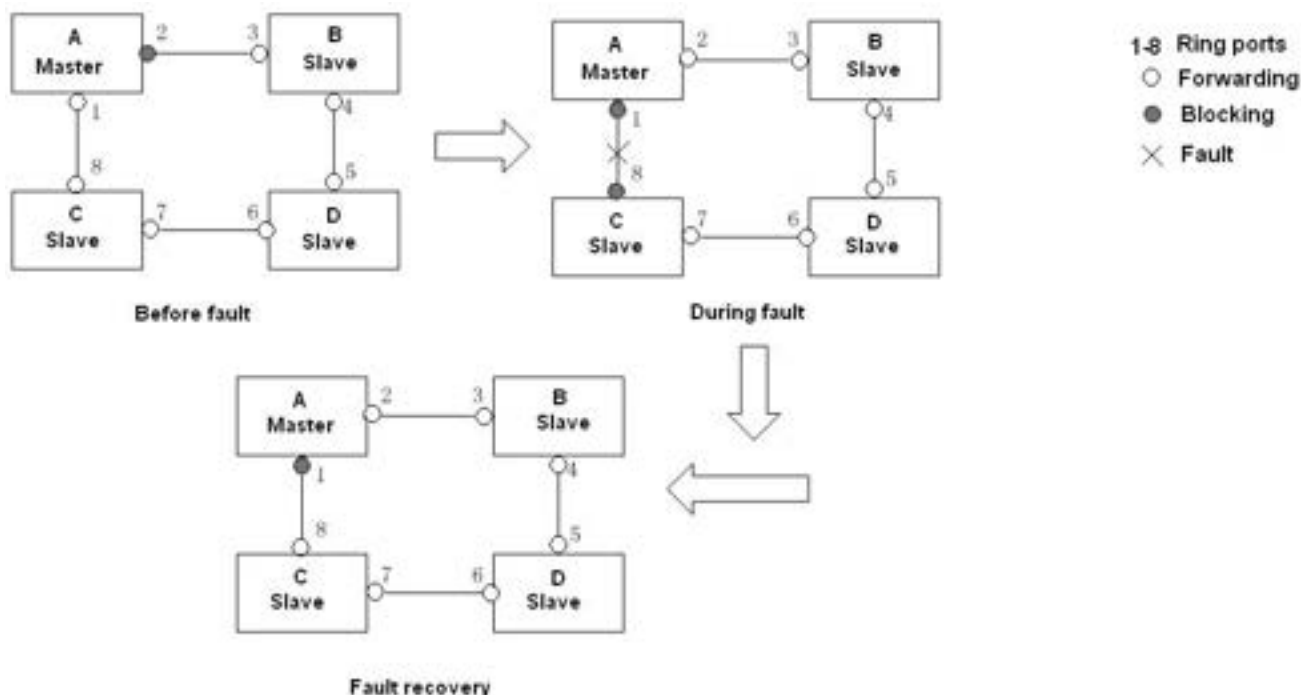 A
Master
2
3
B
Slave
1
4
8
5
C
Slave
7
6
D
Slave
Before fault
A
Master
2
3
B
Slave
1
4
8
5
C
Slave
7
6
D
Slave
During fault
1-8 Ring ports
Forwarding
Blocking
Fault
A
Master
2
3
B
Slave
1
4
8
5
C
Slave
7
6
D
Slave
Fault recovery